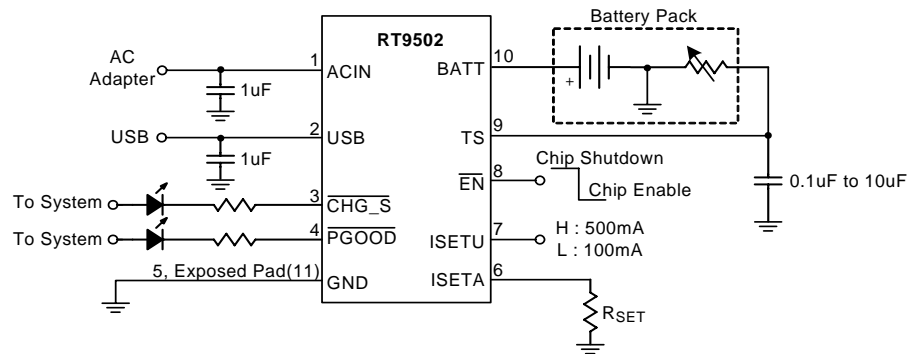 Battery Pack
RT9502
AC
Adapter
1
ACIN
BATT
10
+
1uF
USB
2
USB
TS
9
1uF
Chip Shutdown
EN
8
Chip Enable
0.1uF to 10uF
To System
3
CHG_S
To System
4
PGOOD
ISETU
7
H : 500mA
L : 100mA
5, Exposed Pad(11)
GND
ISETA
6
RSET